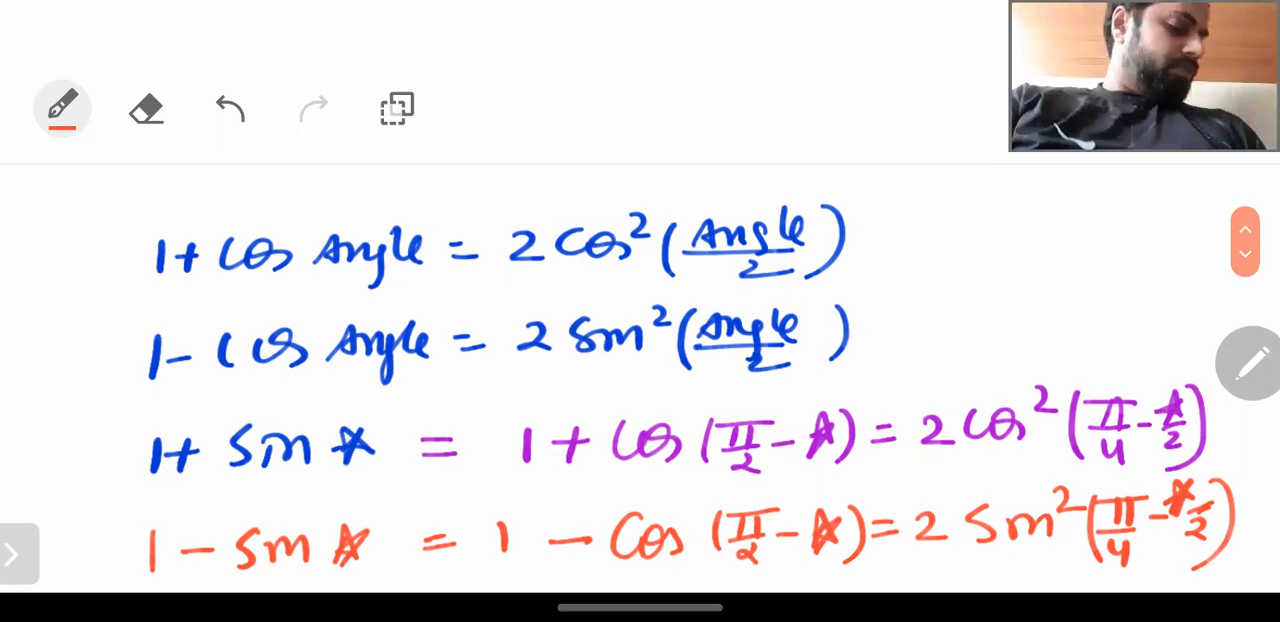 1 + cos Angle = 2 cos² (Angle/2)
1 - cos Angle = 2 sin² (Angle/2)
1 + sin ☆ = 1 + cos (π/2 - ☆) = 2 cos² (π/4 - ☆/2)
1 - sin ☆ = 1 - cos (π/2 - ☆) = 2 sin² (π/4 - ☆/2)